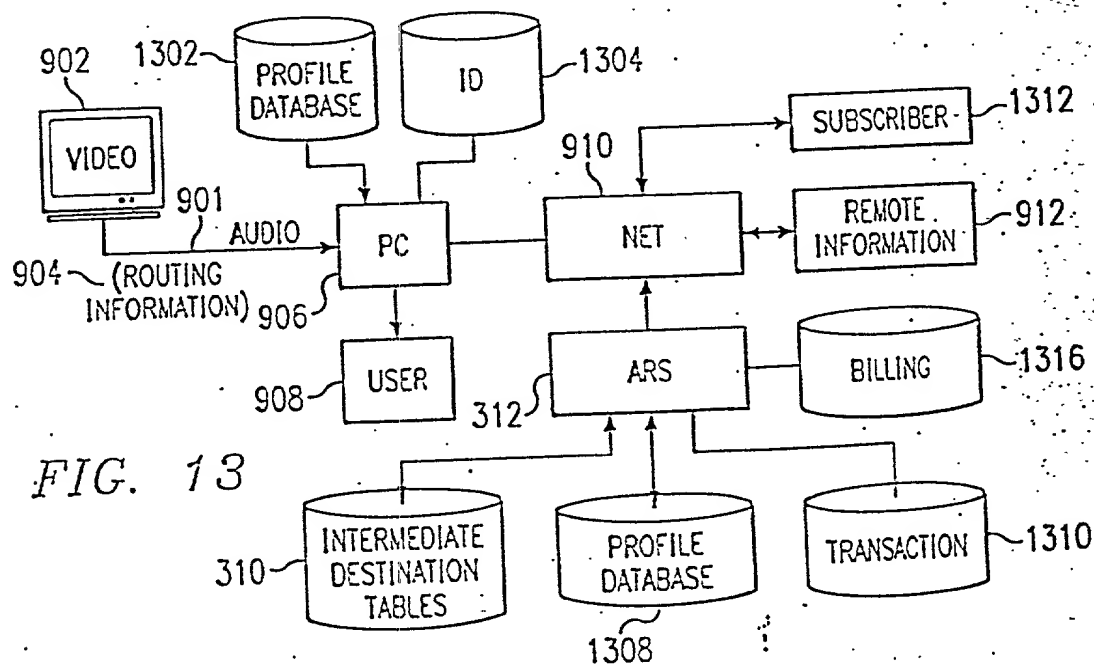 1302
PROFILE
DATABASE
ID
1304
902
VIDEO
901
AUDIO
904
(ROUTING
INFORMATION)
PC
906
USER
908
910
NET
SUBSCRIBER
1312
REMOTE
INFORMATION
912
ARS
312
BILLING
1316
FIG. 13
310
INTERMEDIATE
DESTINATION
TABLES
PROFILE
DATABASE
1308
TRANSACTION
1310